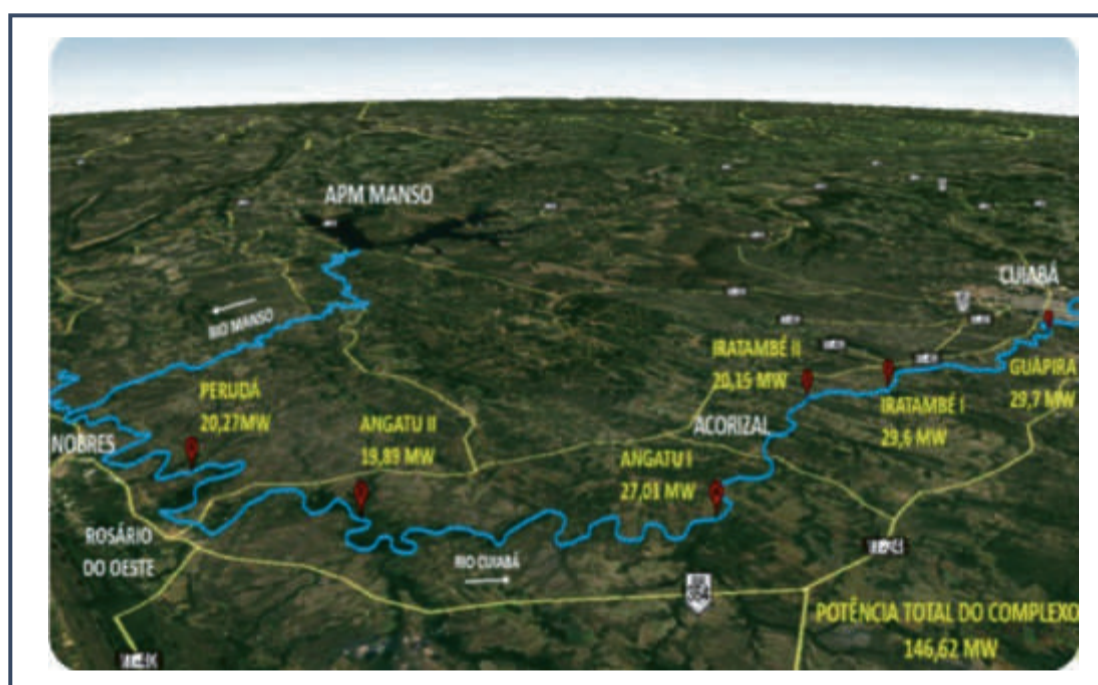 APM MANSO
CUIABÁ
RIO MANSO
IRATAMBÉ II
20,15 MW
GUAPIRA
29,7 MW
PERUDÁ
20,27MW
ANGATU II
19,89 MW
IRATAMBÉ I
29,6 MW
ACORIZAL
NOBRES
ANGATU I
27,01 MW
ROSÁRIO
DO OESTE
RIO CUIABÁ
364
POTÊNCIA TOTAL DO COMPLEXO
146,62 MW